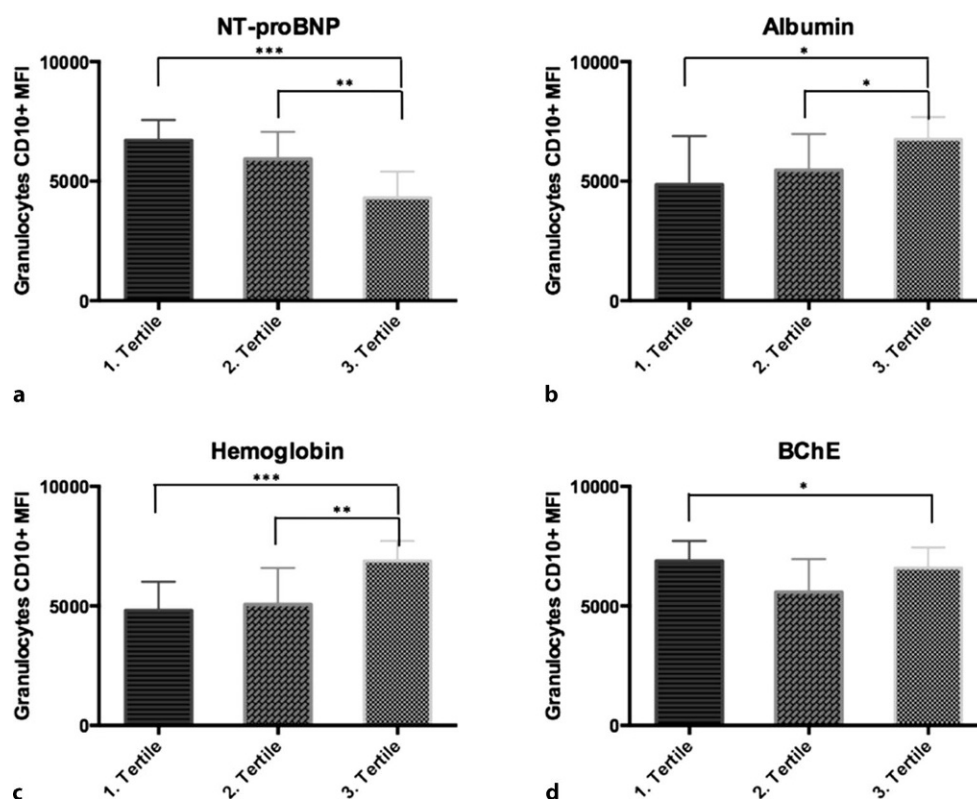 NT-proBNP
Granulocytes CD10+ MFI
10000
5000
0
***
**
1. Tertile
2. Tertile
3. Tertile
a
Albumin
Granulocytes CD10+ MFI
10000
5000
0
*
*
1. Tertile
2. Tertile
3. Tertile
b
Hemoglobin
Granulocytes CD10+ MFI
10000
5000
0
***
**
1. Tertile
2. Tertile
3. Tertile
c
BChE
Granulocytes CD10+ MFI
10000
5000
0
*
1. Tertile
2. Tertile
3. Tertile
d